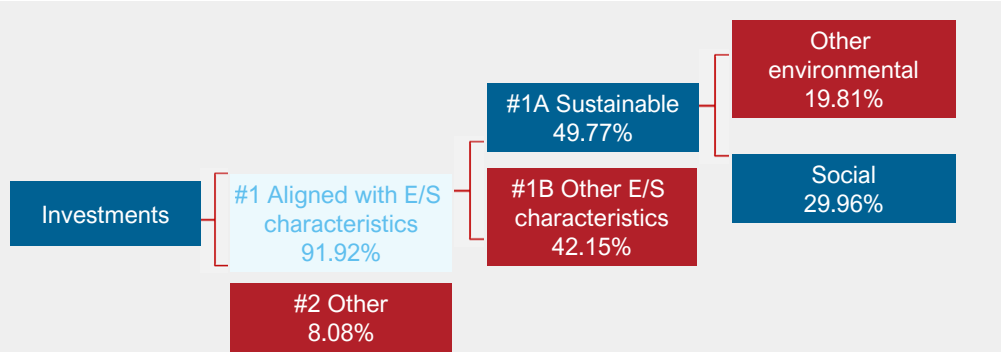 Investments
#1 Aligned with E/S
characteristics
91.92%
#2 Other
8.08%
#1A Sustainable
49.77%
#1B Other E/S
characteristics
42.15%
Other
environmental
19.81%
Social
29.96%